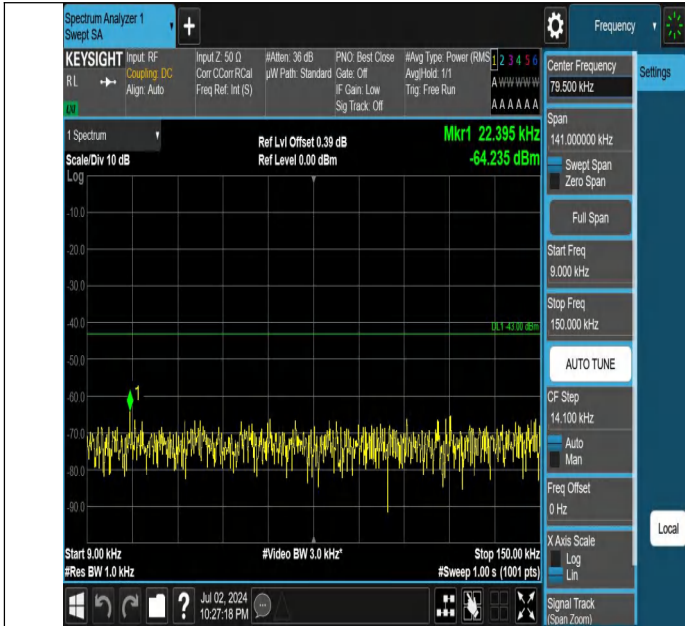 Spectrum Analyzer 1
Swept SA
+
Frequency
KEYSIGHT
RL
Input: RF
Coupling: DC
Align: Auto
Input Z: 50 Ω
Corr CCorr RCal
Freq Ref: Int (S)
#Atten: 36 dB
µW Path: Standard
PNO: Best Close
Gate: Off
IF Gain: Low
Sig Track: Off
#Avg Type: Power (RMS
Avg|Hold: 1/1
Trig: Free Run
1 2 3 4 5 6
A W W W W W
A A A A A A
1 Spectrum
Scale/Div 10 dB
Ref Lvl Offset 0.39 dB
Ref Level 0.00 dBm
Mkr1 22.395 kHz
-64.235 dBm
Log
-10.0
-20.0
-30.0
-40.0
-50.0
-60.0
-70.0
-80.0
-90.0
DL1 -43.00 dBm
1
Start 9.00 kHz
#Res BW 1.0 kHz
#Video BW 3.0 kHz*
Stop 150.00 kHz
#Sweep 1.00 s (1001 pts)
Center Frequency
79.500 kHz
Settings
Span
141.000000 kHz
Swept Span
Zero Span
Full Span
Start Freq
9.000 kHz
Stop Freq
150.000 kHz
AUTO TUNE
CF Step
14.100 kHz
Auto
Man
Freq Offset
0 Hz
X Axis Scale
Log
Lin
Local
Signal Track
(Span Zoom)
?
Jul 02, 2024
10:27:18 PM